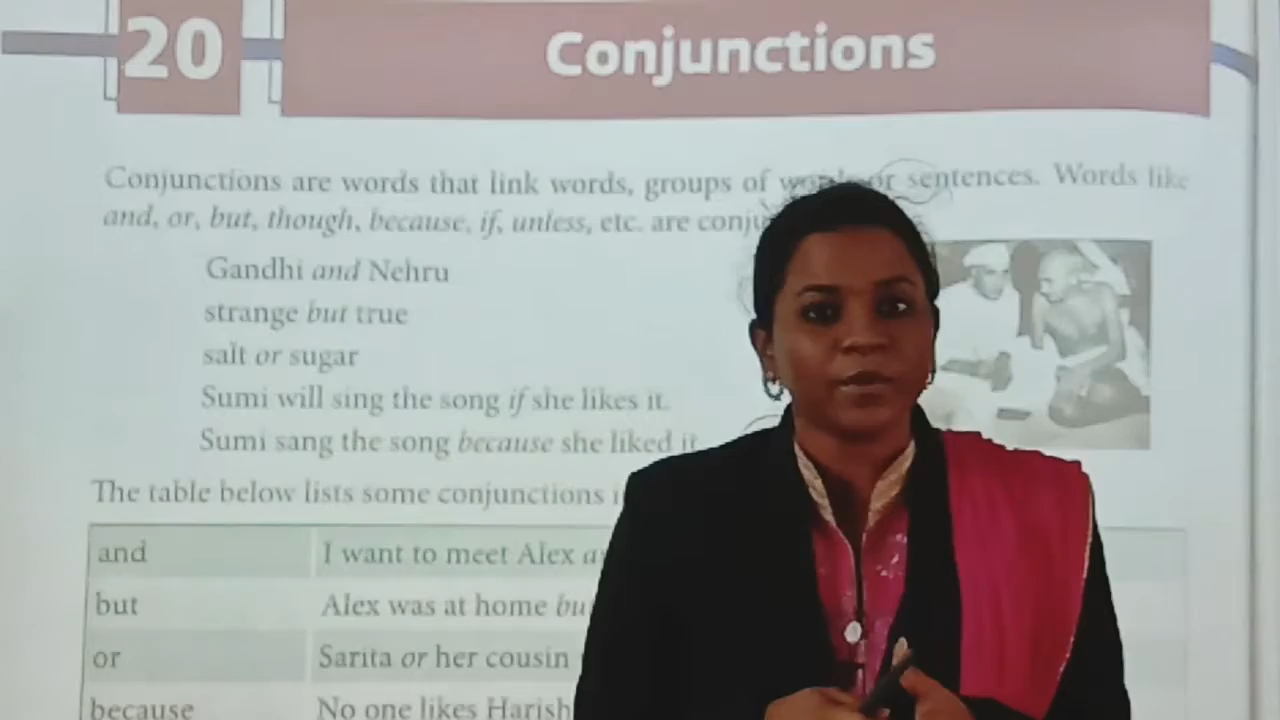 20 Conjunctions
Conjunctions are words that link words, groups of words or sentences. Words like
and, or, but, though, because, if, unless, etc. are conju
Gandhi and Nehru
strange but true
salt or sugar
Sumi will sing the song if she likes it.
Sumi sang the song because she liked it
The table below lists some conjunctions
and I want to meet Alex
but Alex was at home
or Sarita or her cousin
because No one likes Harish